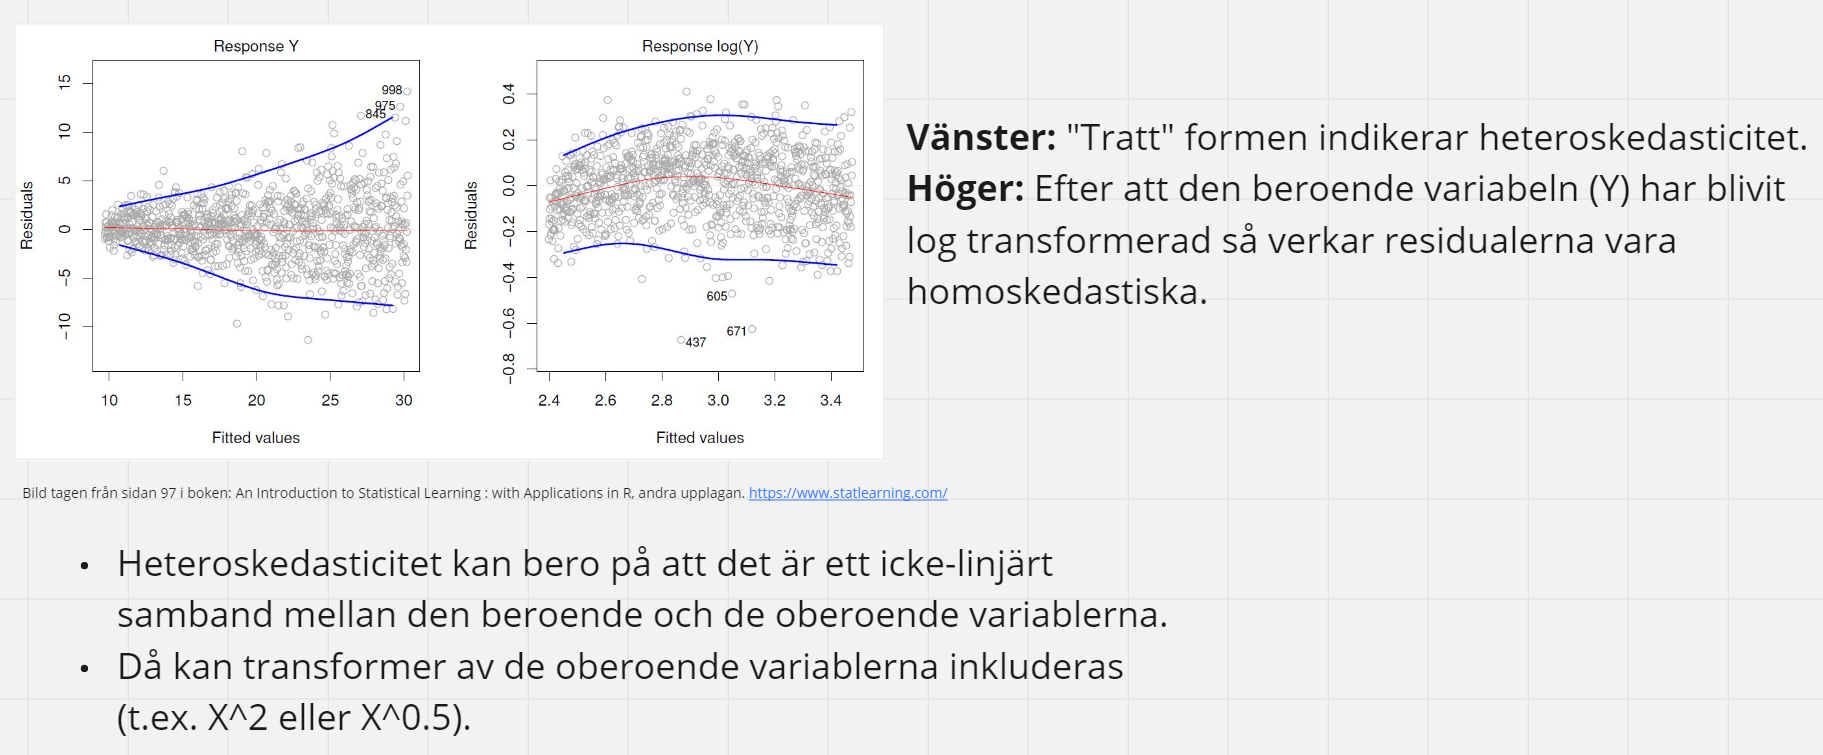 Response Y
Response log(Y)
15
10
5
0
−5
−10
Residuals
998
975
845
10 15 20 25 30
Fitted values
0.4
0.2
0.0
−0.2
−0.4
−0.6
−0.8
Residuals
605
671
437
2.4 2.6 2.8 3.0 3.2 3.4
Fitted values
Vänster: "Tratt" formen indikerar heteroskedasticitet.
Höger: Efter att den beroende variabeln (Y) har blivit
log transformerad så verkar residualerna vara
homoskedastiska.
Bild tagen från sidan 97 i boken: An Introduction to Statistical Learning : with Applications in R, andra upplagan. https://www.statlearning.com/
• Heteroskedasticitet kan bero på att det är ett icke-linjärt
samband mellan den beroende och de oberoende variablerna.
• Då kan transformer av de oberoende variablerna inkluderas
(t.ex. X^2 eller X^0.5).